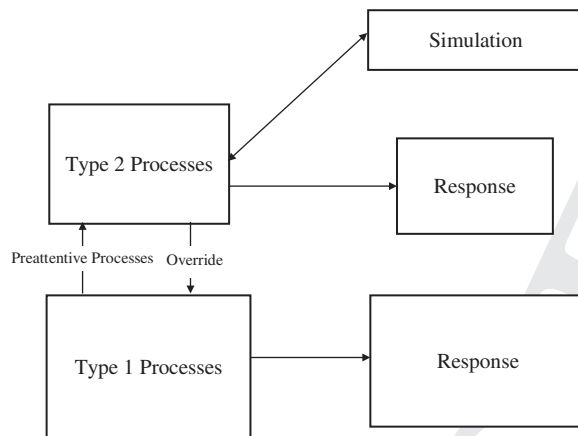 Simulation
Type 2 Processes
Response
Preattentive Processes
Override
Type 1 Processes
Response